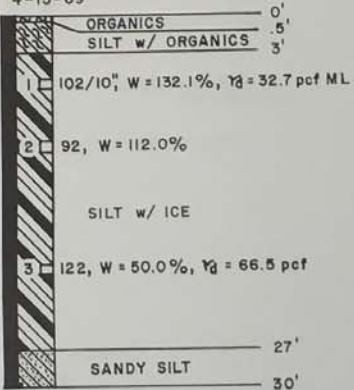 0'
ORGANICS
.5'
SILT w/ ORGANICS
3'
1 102/10", W = 132.1%, γd = 32.7 pcf ML
2 92, W = 112.0%
SILT w/ ICE
3 122, W = 50.0%, γd = 66.5 pcf
27'
SANDY SILT
30'